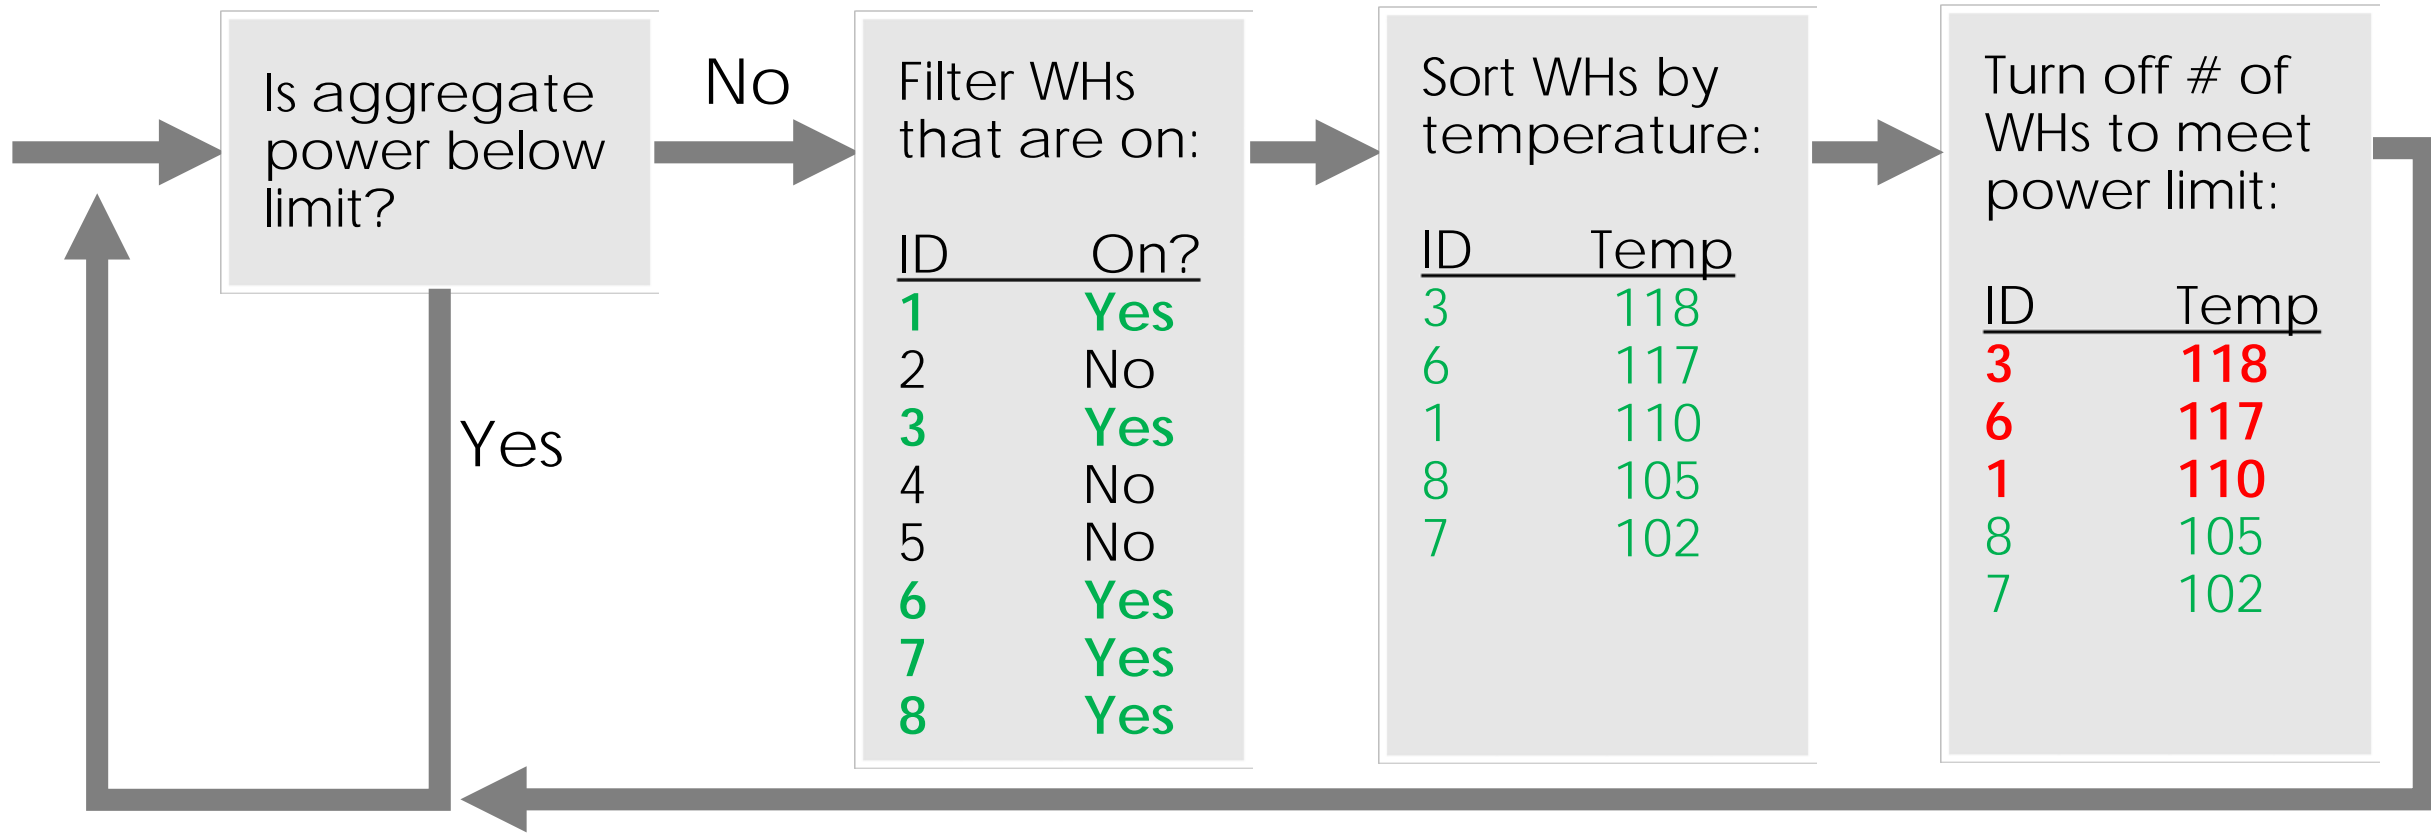 Is aggregate
power below
limit?
No
Yes
Filter WHs
that are on:
ID On?
1 Yes
2 No
3 Yes
4 No
5 No
6 Yes
7 Yes
8 Yes
Sort WHs by
temperature:
ID Temp
3 118
6 117
1 110
8 105
7 102
Turn off # of
WHs to meet
power limit:
ID Temp
3 118
6 117
1 110
8 105
7 102